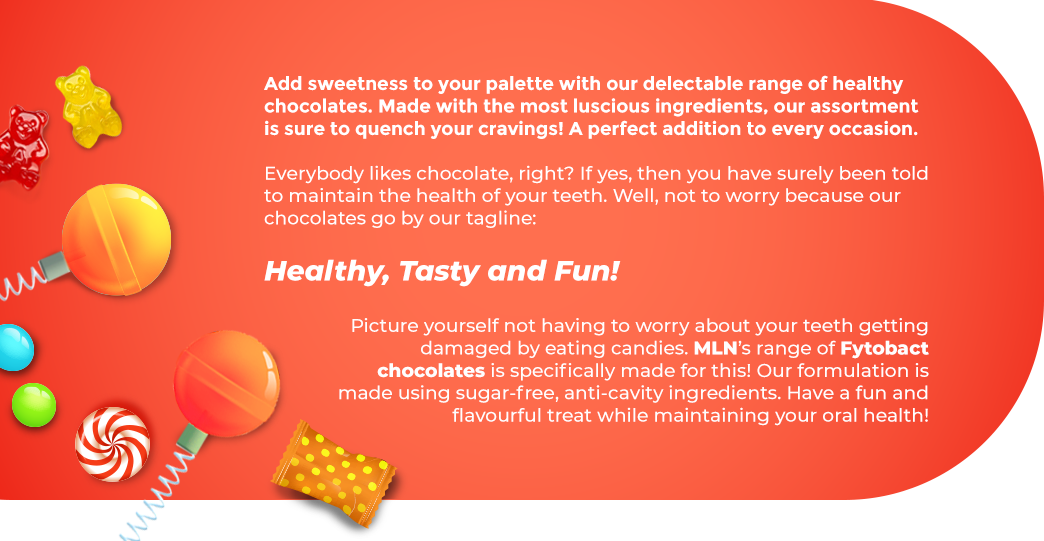 Add sweetness to your palette with our delectable range of healthy
chocolates. Made with the most luscious ingredients, our assortment
is sure to quench your cravings! A perfect addition to every occasion.
Everybody likes chocolate, right? If yes, then you have surely been told
to maintain the health of your teeth. Well, not to worry because our
chocolates go by our tagline:
Healthy, Tasty and Fun!
Picture yourself not having to worry about your teeth getting
damaged by eating candies. MLN's range of Fytobact
chocolates is specifically made for this! Our formulation is
made using sugar-free, anti-cavity ingredients. Have a fun and
flavourful treat while maintaining your oral health!